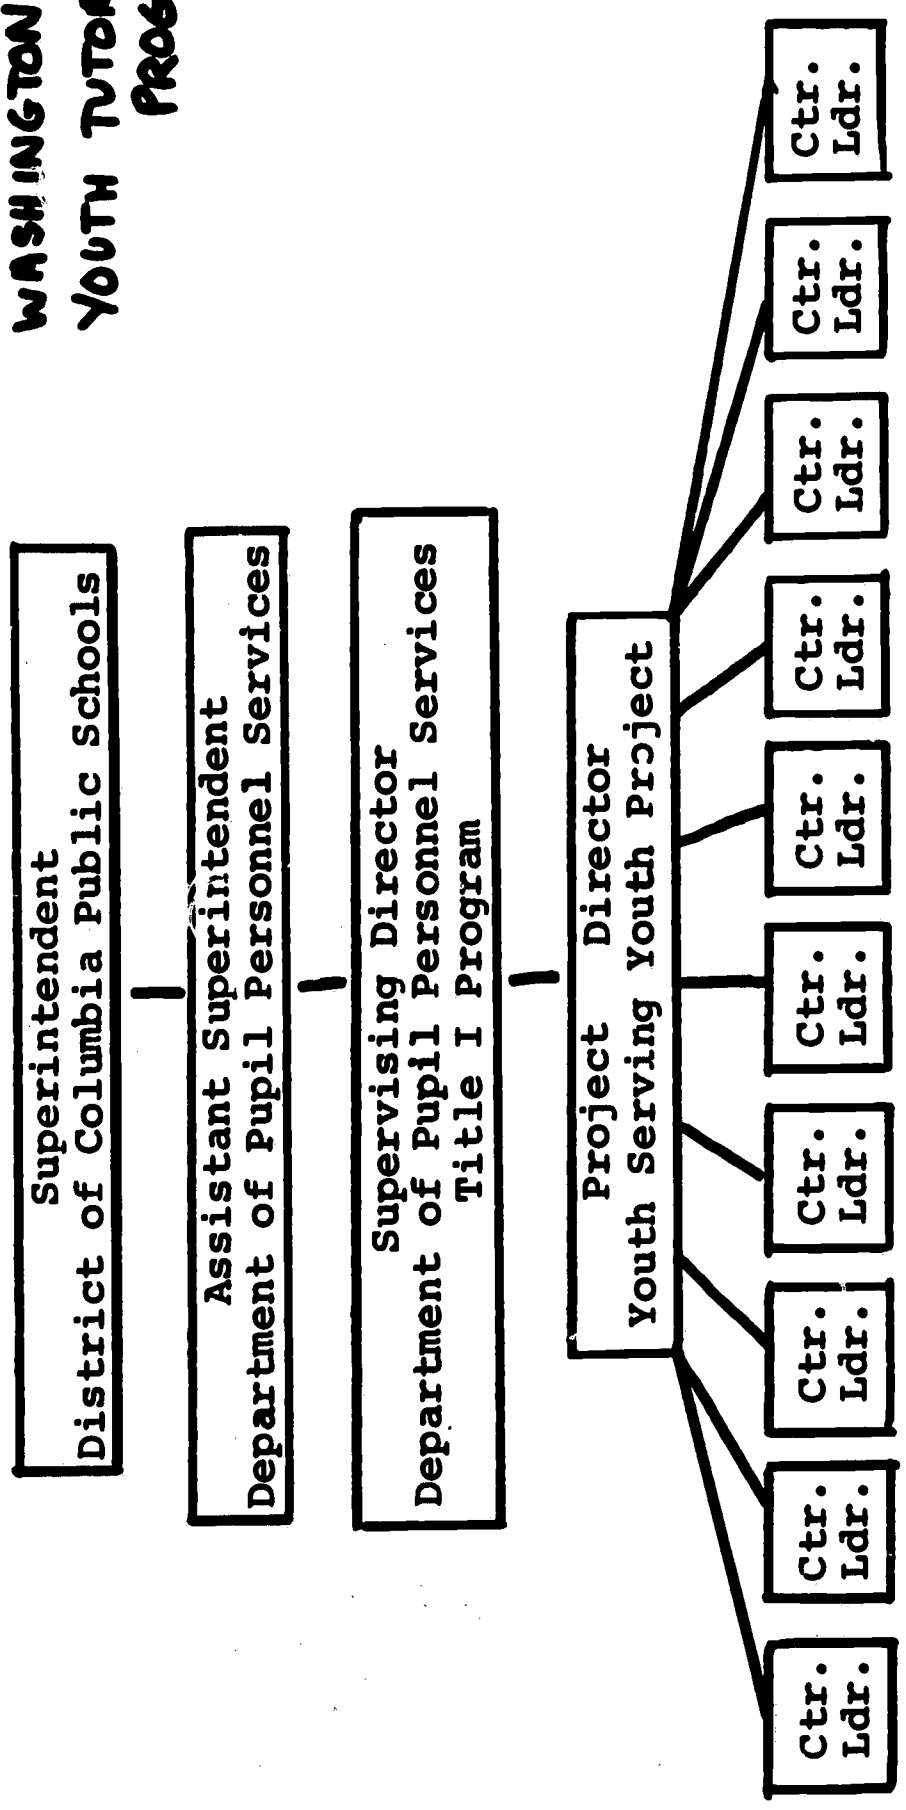 WASHINGTON
YOUTH
Superintendent
District of Columbia Public Schools
Assistant Superintendent
Department of Pupil Personnel Services
Supervising Director
Department of Pupil Personnel Services
Title I Program
Project Director
Youth Serving Youth Project
Ctr.
Ldr.
Ctr.
Ldr.
Ctr.
Ldr.
Ctr.
Ldr.
Ctr.
Ldr.
Ctr.
Ldr.
Ctr.
Ldr.
Ctr.
Ldr.
Ctr.
Ldr.
Ctr.
Ldr.